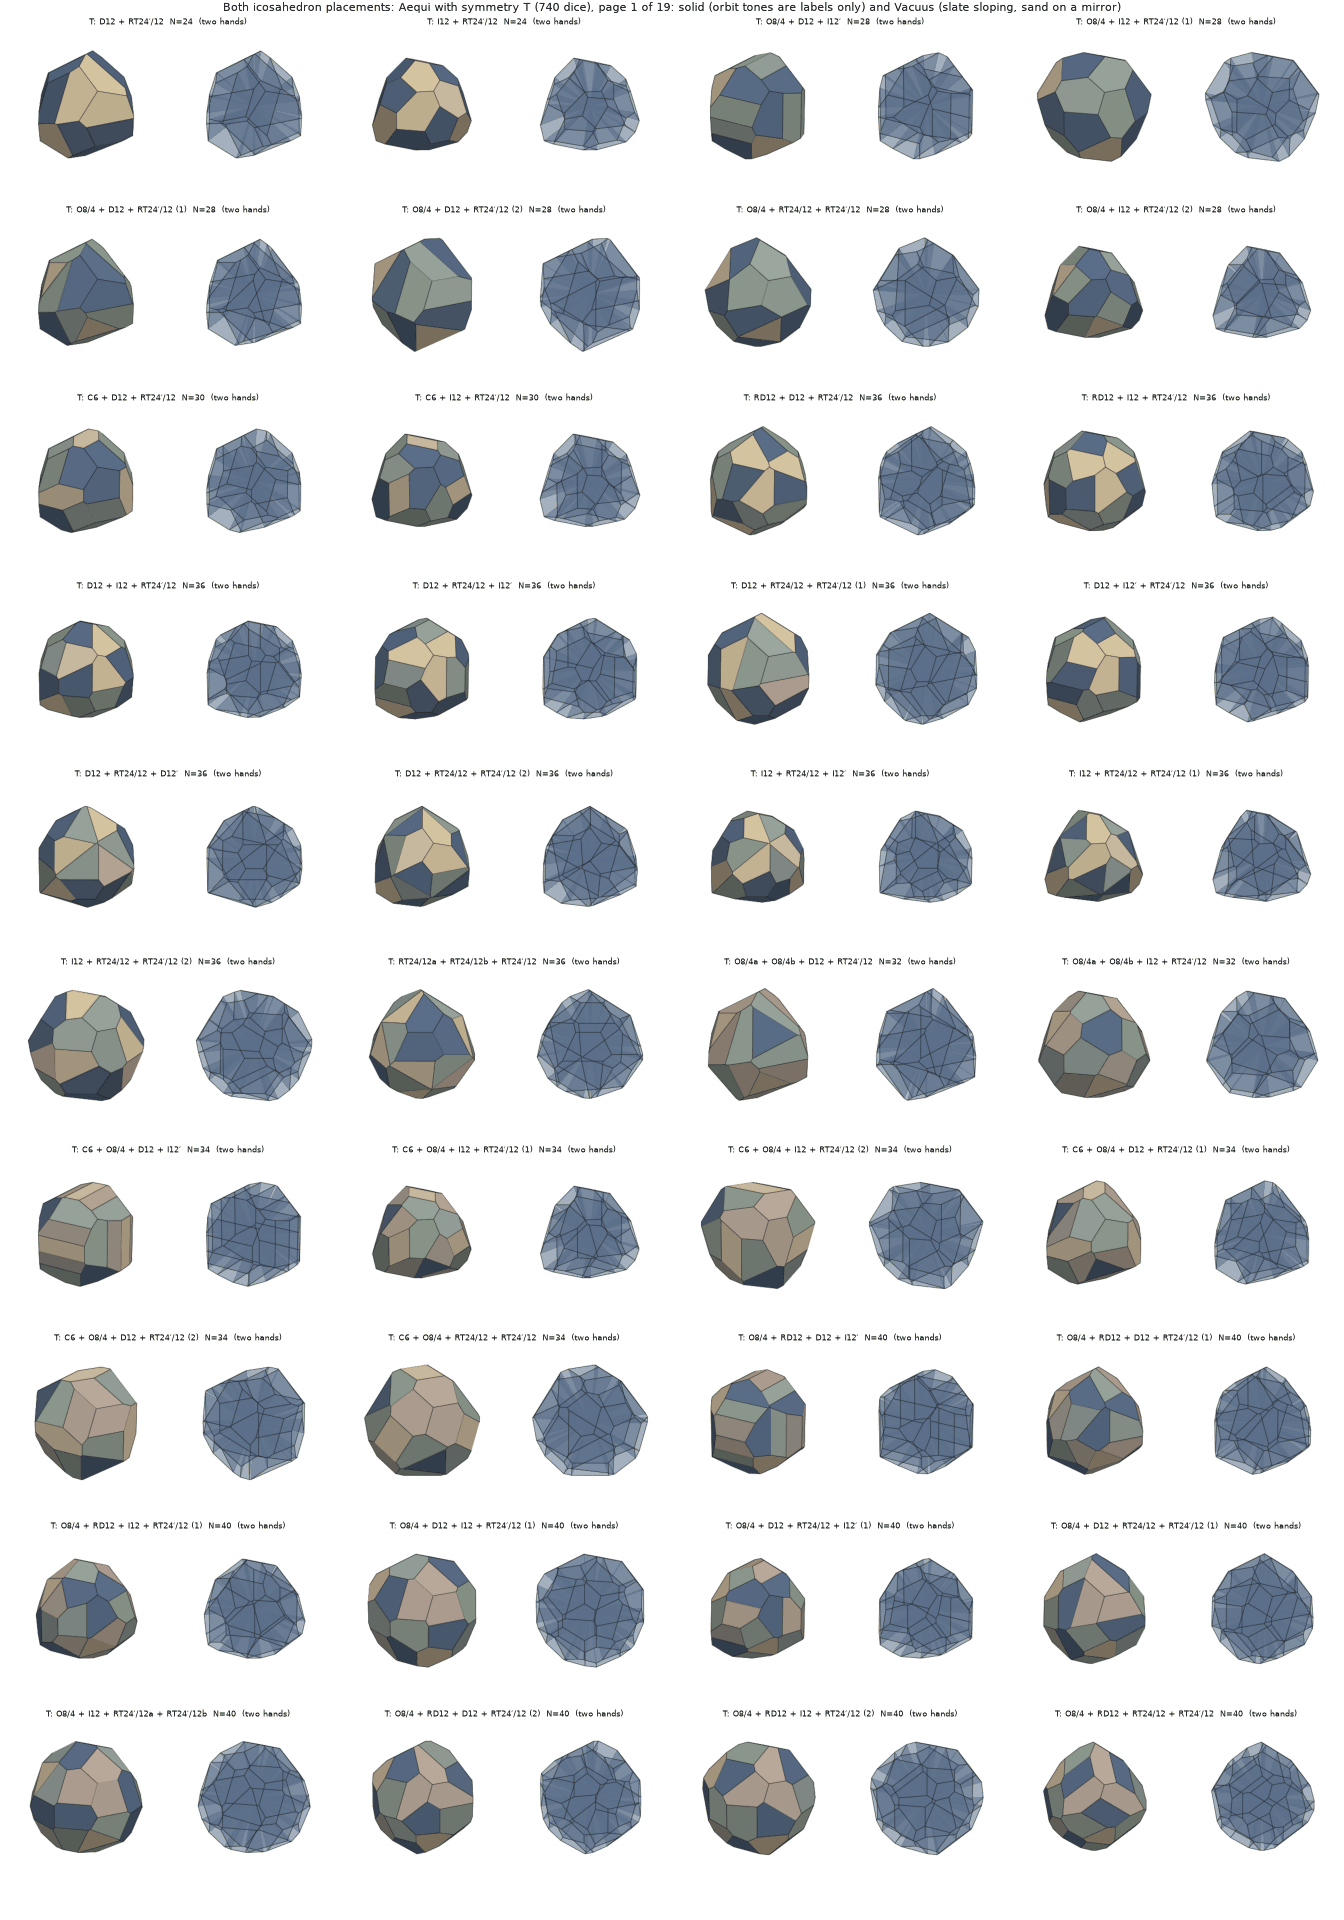 Both icosahedron placements: Aequi with symmetry T (740 dice), page 1 of 19: solid (orbit tones are labels only) and Vacuus (slate sloping, sand on a mirror)
T: D12 + RT24′/12  N=24  (two hands)
T: I12 + RT24′/12  N=24  (two hands)
T: O8/4 + D12 + I12′  N=28  (two hands)
T: O8/4 + I12 + RT24′/12 (1)  N=28  (two hands)
T: O8/4 + D12 + RT24′/12 (1)  N=28  (two hands)
T: O8/4 + D12 + RT24′/12 (2)  N=28  (two hands)
T: O8/4 + RT24/12 + RT24′/12  N=28  (two hands)
T: O8/4 + I12 + RT24′/12 (2)  N=28  (two hands)
T: C6 + D12 + RT24′/12  N=30  (two hands)
T: C6 + I12 + RT24′/12  N=30  (two hands)
T: RD12 + D12 + RT24′/12  N=36  (two hands)
T: RD12 + I12 + RT24′/12  N=36  (two hands)
T: D12 + I12 + RT24′/12  N=36  (two hands)
T: D12 + RT24/12 + I12′  N=36  (two hands)
T: D12 + RT24/12 + RT24′/12 (1)  N=36  (two hands)
T: D12 + I12′ + RT24′/12  N=36  (two hands)
T: D12 + RT24/12 + D12′  N=36  (two hands)
T: D12 + RT24/12 + RT24′/12 (2)  N=36  (two hands)
T: I12 + RT24/12 + I12′  N=36  (two hands)
T: I12 + RT24/12 + RT24′/12 (1)  N=36  (two hands)
T: I12 + RT24/12 + RT24′/12 (2)  N=36  (two hands)
T: RT24/12a + RT24/12b + RT24′/12  N=36  (two hands)
T: O8/4a + O8/4b + D12 + RT24′/12  N=32  (two hands)
T: O8/4a + O8/4b + I12 + RT24′/12  N=32  (two hands)
T: C6 + O8/4 + D12 + I12′  N=34  (two hands)
T: C6 + O8/4 + I12 + RT24′/12 (1)  N=34  (two hands)
T: C6 + O8/4 + I12 + RT24′/12 (2)  N=34  (two hands)
T: C6 + O8/4 + D12 + RT24′/12 (1)  N=34  (two hands)
T: C6 + O8/4 + D12 + RT24′/12 (2)  N=34  (two hands)
T: C6 + O8/4 + RT24/12 + RT24′/12  N=34  (two hands)
T: O8/4 + RD12 + D12 + I12′  N=40  (two hands)
T: O8/4 + RD12 + D12 + RT24′/12 (1)  N=40  (two hands)
T: O8/4 + RD12 + I12 + RT24′/12 (1)  N=40  (two hands)
T: O8/4 + D12 + I12 + RT24′/12 (1)  N=40  (two hands)
T: O8/4 + D12 + RT24/12 + I12′ (1)  N=40  (two hands)
T: O8/4 + D12 + RT24/12 + RT24′/12 (1)  N=40  (two hands)
T: O8/4 + I12 + RT24′/12a + RT24′/12b  N=40  (two hands)
T: O8/4 + RD12 + D12 + RT24′/12 (2)  N=40  (two hands)
T: O8/4 + RD12 + I12 + RT24′/12 (2)  N=40  (two hands)
T: O8/4 + RD12 + RT24/12 + RT24′/12  N=40  (two hands)